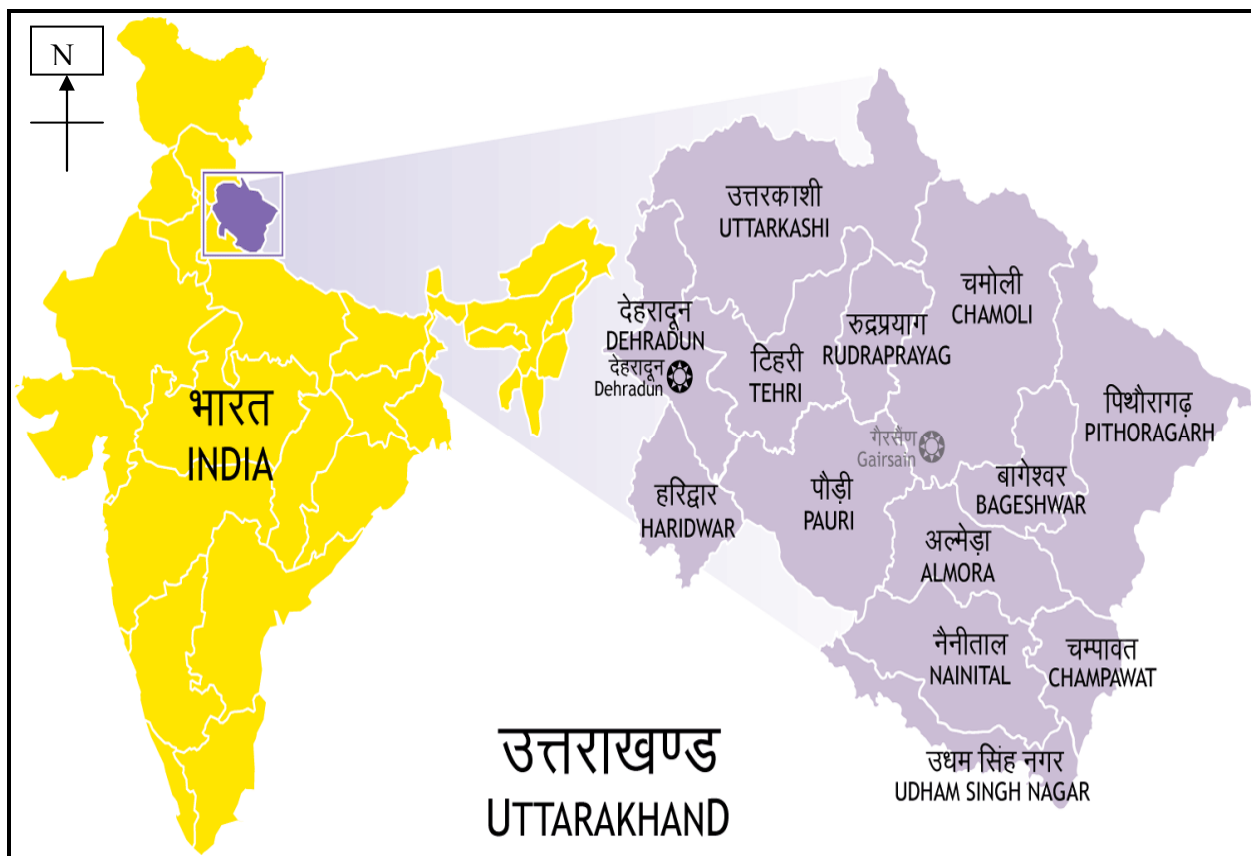 N
भारत
INDIA
उत्तरकाशी
UTTARKASHI
चमोली
CHAMOLI
देहरादून
DEHRADUN
देहरादून
Dehradun
टिहरी
TEHRI
रुद्रप्रयाग
RUDRAPRAYAG
पिथौरागढ़
PITHORAGARH
गैरसैण
Gairsain
हरिद्वार
HARIDWAR
पौड़ी
PAURI
बागेश्वर
BAGESHWAR
अल्मेड़ा
ALMORA
नैनीताल
NAINITAL
चम्पावत
CHAMPAWAT
उधम सिंह नगर
UDHAM SINGH NAGAR
उत्तराखण्ड
UTTARAKHAND